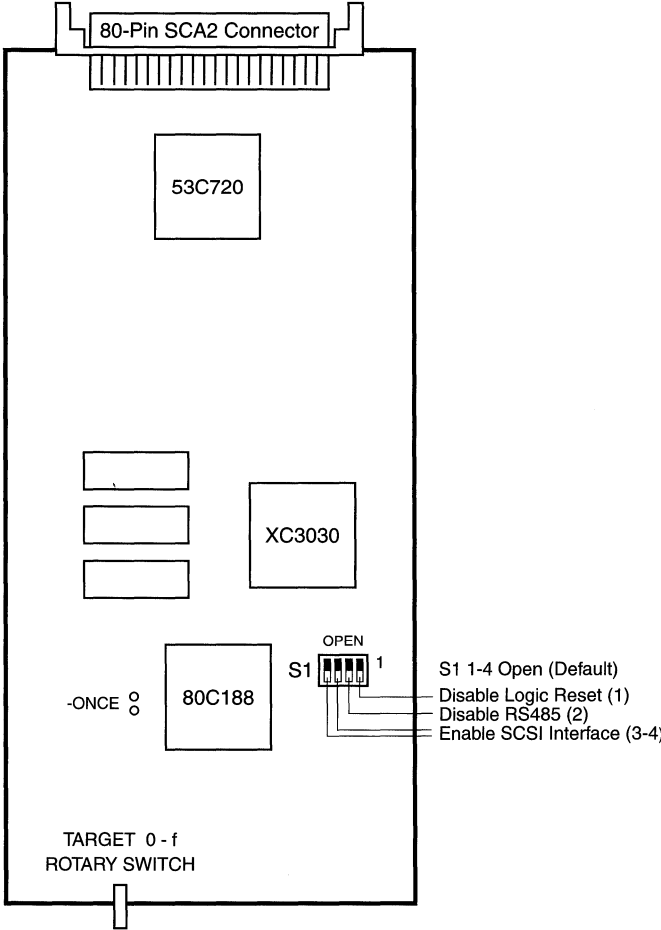 80-Pin SCA2 Connector
53C720
XC3030
OPEN
S1
1
S1 1-4 Open (Default)
Disable Logic Reset (1)
Disable RS485 (2)
Enable SCSI Interface (3-4)
-ONCE
80C188
TARGET 0 - f
ROTARY SWITCH